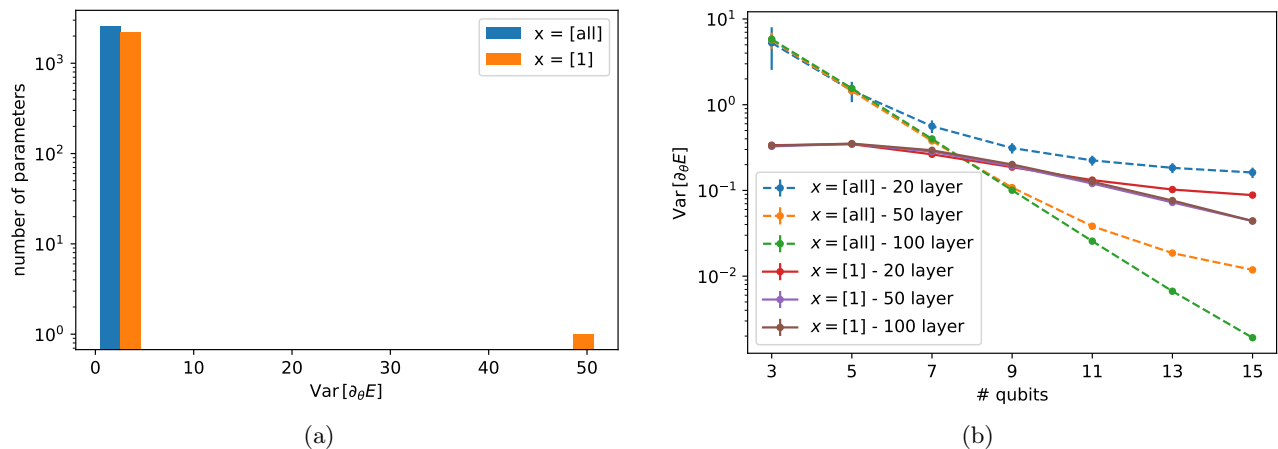 number of parameters
10³
10²
10¹
10⁰
0
10
20
30
40
50
Var [∂θE]
x = [all]
x = [1]
(a)
Var [∂θE]
10¹
10⁰
10⁻¹
10⁻²
3
5
7
9
11
13
15
# qubits
x = [all] - 20 layer
x = [all] - 50 layer
x = [all] - 100 layer
x = [1] - 20 layer
x = [1] - 50 layer
x = [1] - 100 layer
(b)